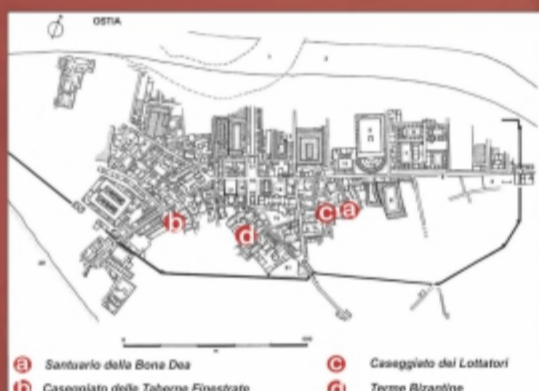 OSTIA
b
d
c
a
a Santuario della Bona Dea
b Caseggiato delle Taberne Finestrate
c Caseggiato dei Lottatori
d Terme Bizantine